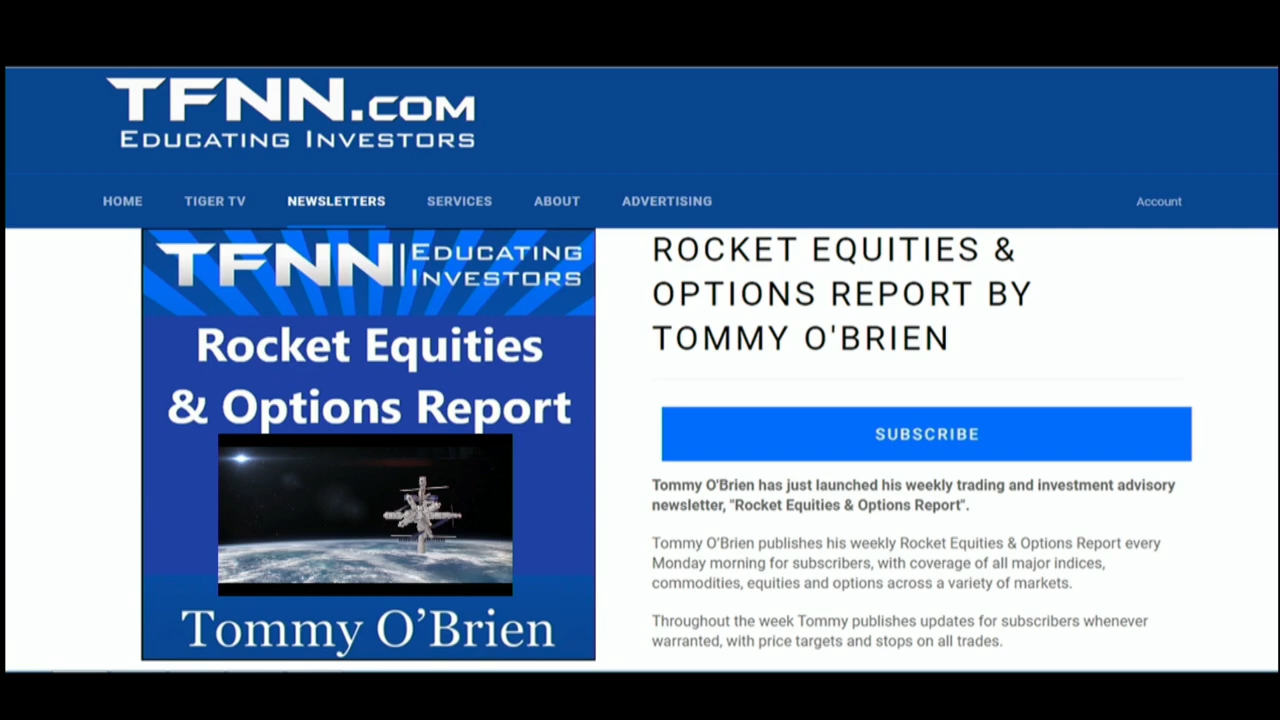 TFNN.COM
EDUCATING INVESTORS
HOME TIGER TV NEWSLETTERS SERVICES ABOUT ADVERTISING Account
TFNN EDUCATING
INVESTORS
Rocket Equities
& Options Report
Tommy O’Brien
ROCKET EQUITIES &
OPTIONS REPORT BY
TOMMY O'BRIEN
SUBSCRIBE
Tommy O'Brien has just launched his weekly trading and investment advisory
newsletter, "Rocket Equities & Options Report".
Tommy O'Brien publishes his weekly Rocket Equities & Options Report every
Monday morning for subscribers, with coverage of all major indices,
commodities, equities and options across a variety of markets.
Throughout the week Tommy publishes updates for subscribers whenever
warranted, with price targets and stops on all trades.